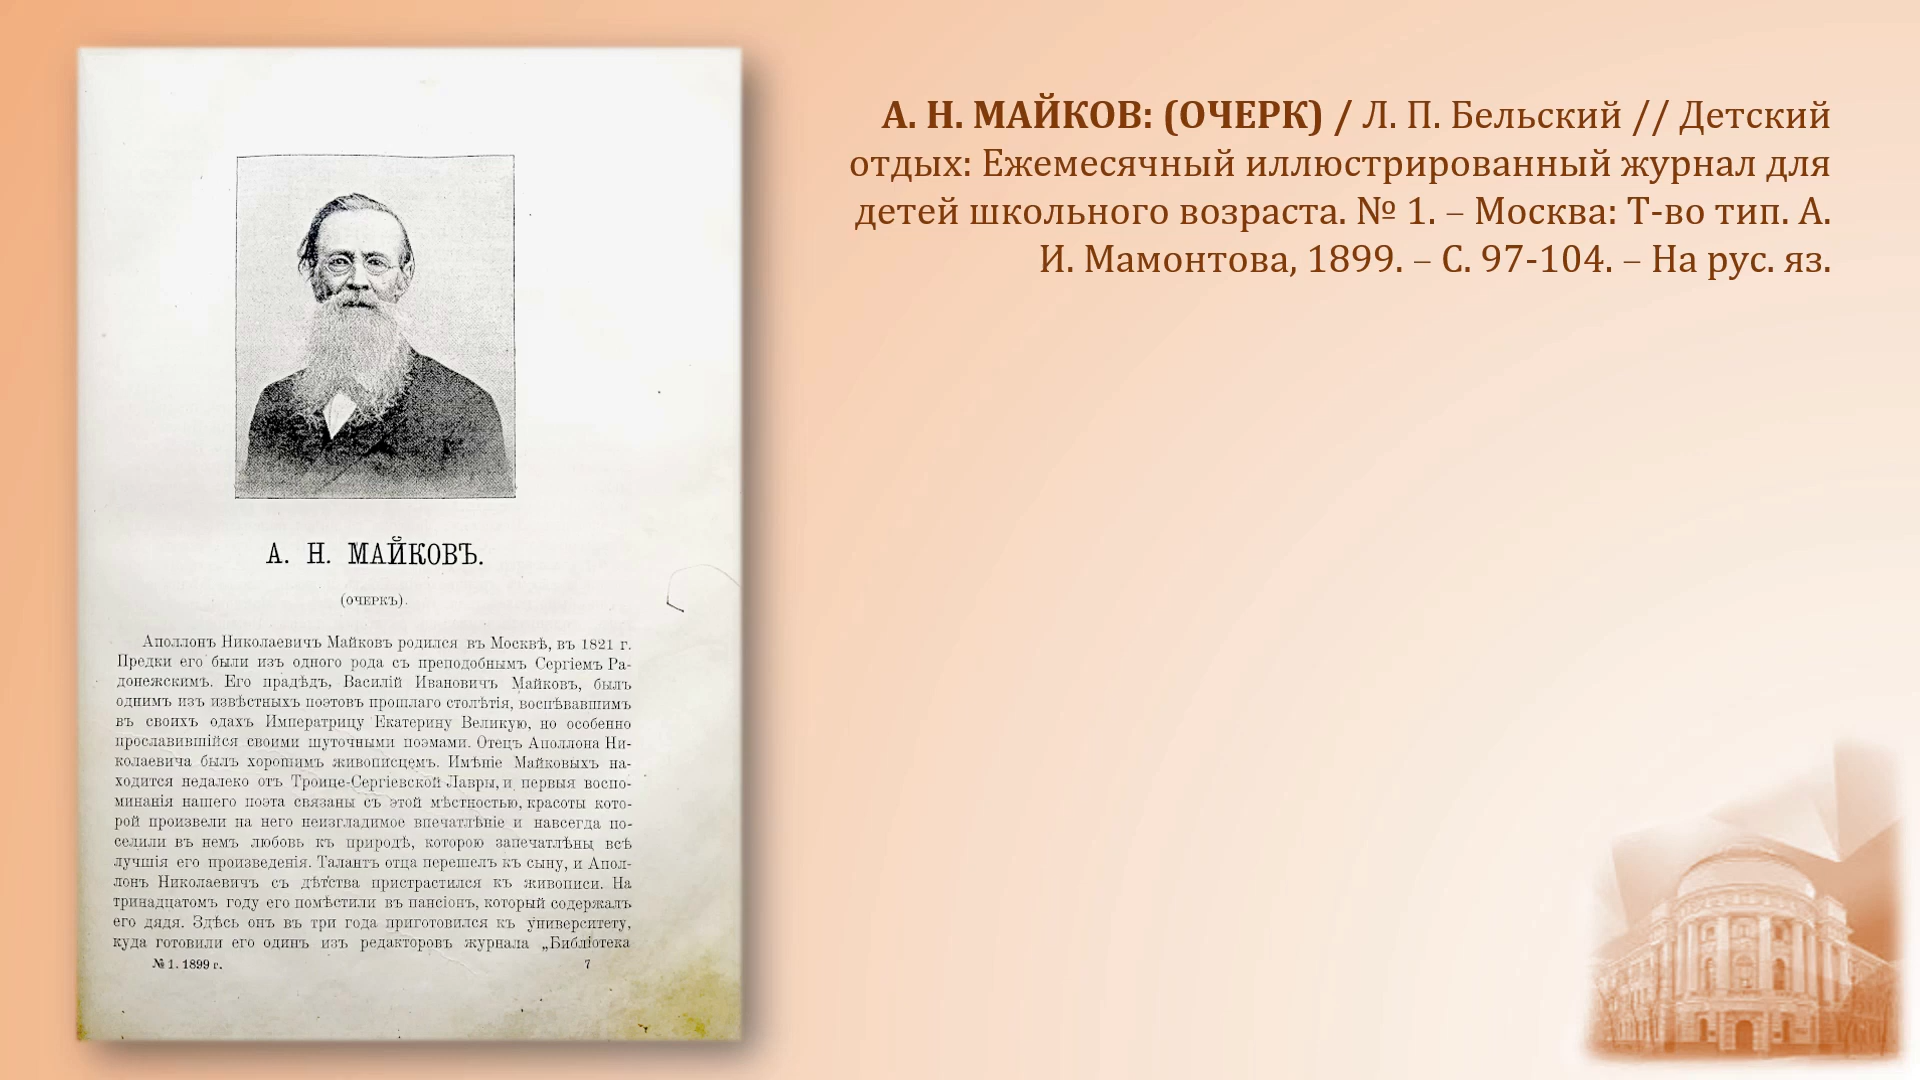 А. Н. МАЙКОВ: (ОЧЕРК) / Л. П. Бельский // Детский
отдых: Ежемесячный иллюстрированный журнал для
детей школьного возраста. № 1. – Москва: Т-во тип. А.
И. Мамонтова, 1899. – С. 97-104. – На рус. яз.
А. Н. МАЙКОВЪ.
(ОЧЕРКЪ).
Аполлонъ Николаевичъ Майковъ родился въ Москвѣ, въ 1821 г.
Предки его были изъ одного рода съ преподобнымъ Сергіемъ Ра-
донежскимъ. Его прадѣдъ, Василій Ивановичъ Майковъ, былъ
однимъ изъ извѣстныхъ поэтовъ прошлаго столѣтія, воспѣвавшимъ
въ своихъ одахъ Императрицу Екатерину Великую, но особенно
прославившійся своими шуточными поэмами. Отецъ Аполлона Ни-
колаевича былъ хорошимъ живописцемъ. Имѣніе Майковыхъ на-
ходится недалеко отъ Троице-Сергіевской Лавры, и первыя воспо-
минанія нашего поэта связаны съ этой мѣстностью, красоты кото-
рой произвели на него неизгладимое впечатлѣніе и навсегда по-
селили въ немъ любовь къ природѣ, которою запечатлѣны всѣ
лучшія его произведенія. Талантъ отца перешелъ къ сыну, и Апол-
лонъ Николаевичъ съ дѣтства пристрастился къ живописи. На
тринадцатомъ году его помѣстили въ пансіонъ, который содержалъ
его дядя. Здѣсь онъ въ три года приготовился къ университету,
куда готовили его одинъ изъ редакторовъ журнала „Библіотека
№ 1. 1899 г. 7